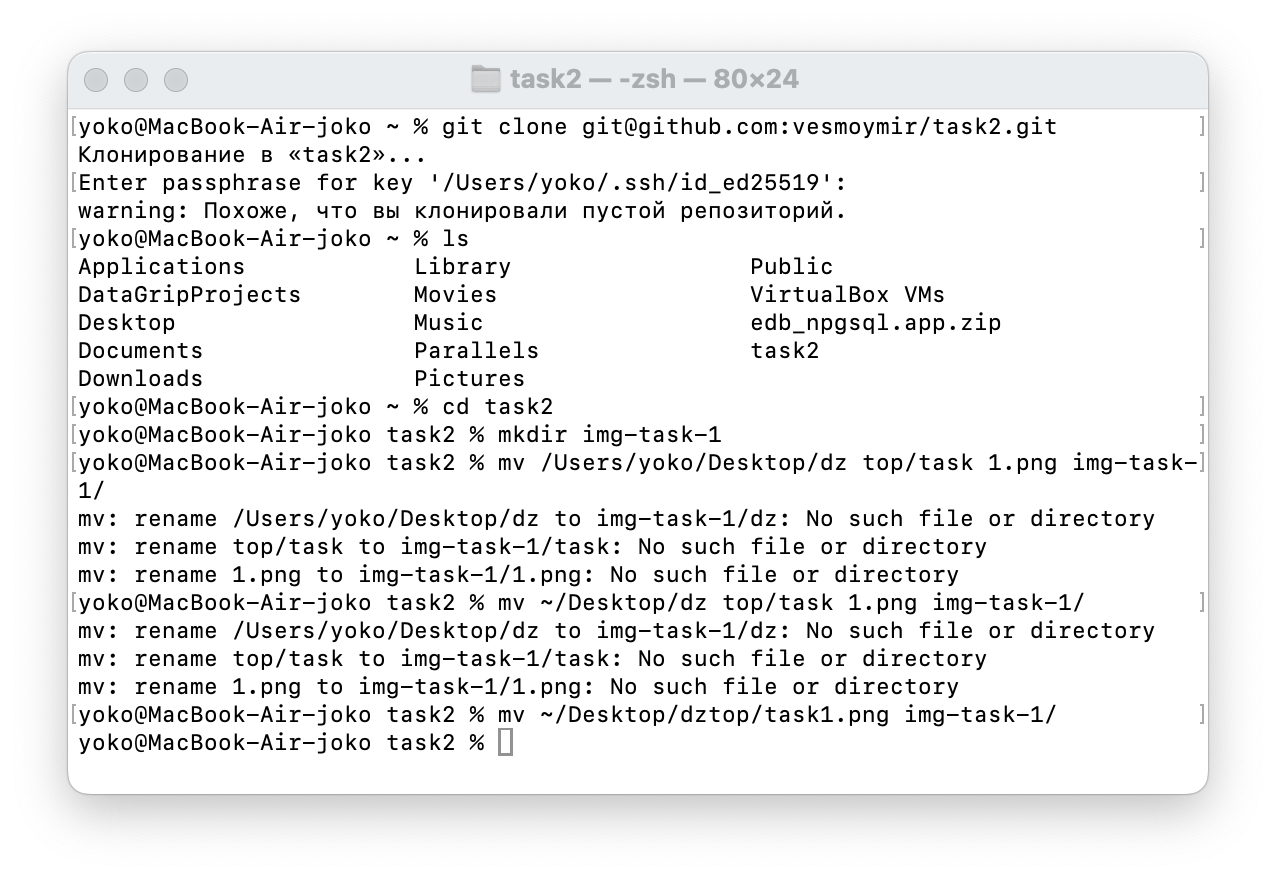 task2 — -zsh — 80×24
[yoko@MacBook-Air-joko ~ % git clone git@github.com:vesmoymir/task2.git ]
Клонирование в «task2»...
[Enter passphrase for key '/Users/yoko/.ssh/id_ed25519': ]
warning: Похоже, что вы клонировали пустой репозиторий.
[yoko@MacBook-Air-joko ~ % ls ]
Applications Library Public
DataGripProjects Movies VirtualBox VMs
Desktop Music edb_npgsql.app.zip
Documents Parallels task2
Downloads Pictures
[yoko@MacBook-Air-joko ~ % cd task2 ]
[yoko@MacBook-Air-joko task2 % mkdir img-task-1 ]
[yoko@MacBook-Air-joko task2 % mv /Users/yoko/Desktop/dz top/task 1.png img-task-]
1/
mv: rename /Users/yoko/Desktop/dz to img-task-1/dz: No such file or directory
mv: rename top/task to img-task-1/task: No such file or directory
mv: rename 1.png to img-task-1/1.png: No such file or directory
[yoko@MacBook-Air-joko task2 % mv ~/Desktop/dz top/task 1.png img-task-1/ ]
mv: rename /Users/yoko/Desktop/dz to img-task-1/dz: No such file or directory
mv: rename top/task to img-task-1/task: No such file or directory
mv: rename 1.png to img-task-1/1.png: No such file or directory
[yoko@MacBook-Air-joko task2 % mv ~/Desktop/dztop/task1.png img-task-1/ ]
yoko@MacBook-Air-joko task2 %